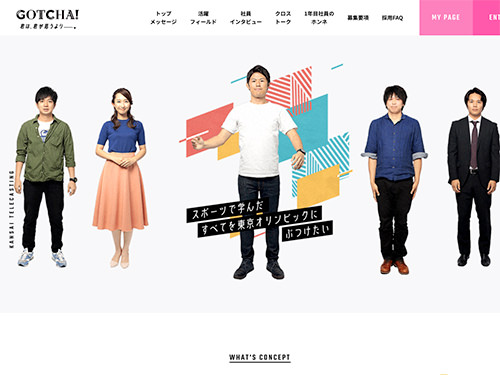 GOTCHA!
君は、君が思うより
トップ
メッセージ
活躍
フィールド
社員
インタビュー
クロス
トーク
1年目社員の
ホンネ
募集要項
採用FAQ
MY PAGE
ENT
KANSAI TELECASTING
スポーツで学んだ
すべてを東京オリンピックに
ぶつけたい
WHAT'S CONCEPT